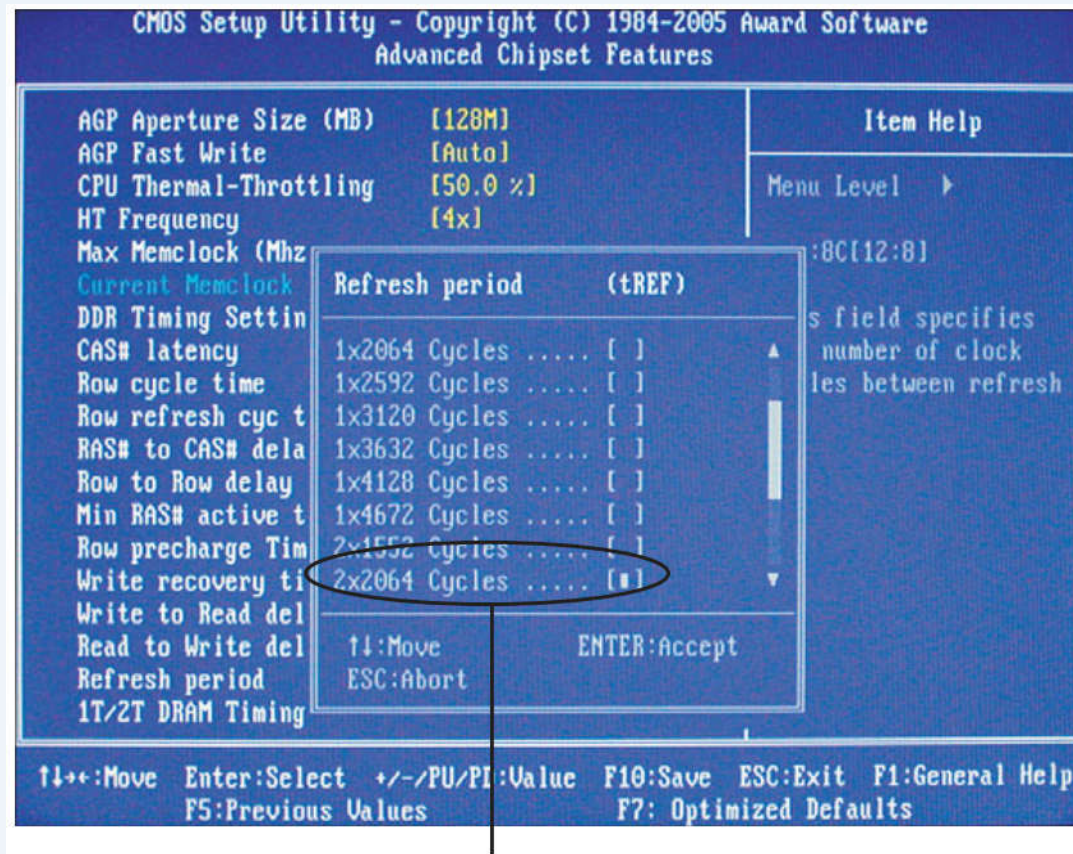 CMOS Setup Utility - Copyright (C) 1984-2005 Award Software
Advanced Chipset Features
AGP Aperture Size (MB) [128M]
AGP Fast Write [Auto]
CPU Thermal-Throttling [50.0 %]
HT Frequency [4x]
Max Memclock (Mhz
Current Memclock
DDR Timing Settin
CAS# latency
Row cycle time
Row refresh cyc t
RAS# to CAS# dela
Row to Row delay
Min RAS# active t
Row precharge Tim
Write recovery ti
Write to Read del
Read to Write del
Refresh period
1T/2T DRAM Timing
Refresh period (tREF)
1x2064 Cycles ..... [ ]
1x2592 Cycles ..... [ ]
1x3120 Cycles ..... [ ]
1x3632 Cycles ..... [ ]
1x4128 Cycles ..... [ ]
1x4672 Cycles ..... [ ]
2x1552 Cycles ..... [ ]
2x2064 Cycles ..... [▪]
↑↓:Move ENTER:Accept
ESC:Abort
Item Help
Menu Level ▶
:8C[12:8]
s field specifies
number of clock
les between refresh
↑↓→←:Move Enter:Select +/-/PU/PD:Value F10:Save ESC:Exit F1:General Help
F5:Previous Values F7: Optimized Defaults